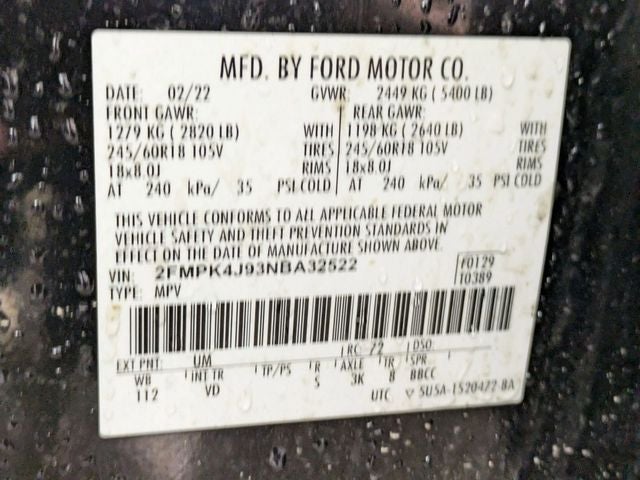 MFD. BY FORD MOTOR CO.
DATE: 02/22 GVWR: 2449 KG ( 5400 LB)
FRONT GAWR: REAR GAWR:
1279 KG ( 2820 LB) WITH 1198 KG ( 2640 LB) WITH
245/60R18 105V TIRES 245/60R18 105V TIRES
18x8.0J RIMS 18x8.0J RIMS
AT 240 kPa/ 35 PSI COLD AT 240 kPa/ 35 PSI COLD
THIS VEHICLE CONFORMS TO ALL APPLICABLE FEDERAL MOTOR
VEHICLE SAFETY AND THEFT PREVENTION STANDARDS IN
EFFECT ON THE DATE OF MANUFACTURE SHOWN ABOVE.
VIN: 2FMPK4J93NBA32522 F0129
TYPE: MPV T0389
EXT PNT: UM RC: 72 DSO:
WB INT TR TP/PS R AXLE TR SPR
112 VD S 3K 8 BBCC
UTC ▽ 5U5A-1520472-BA